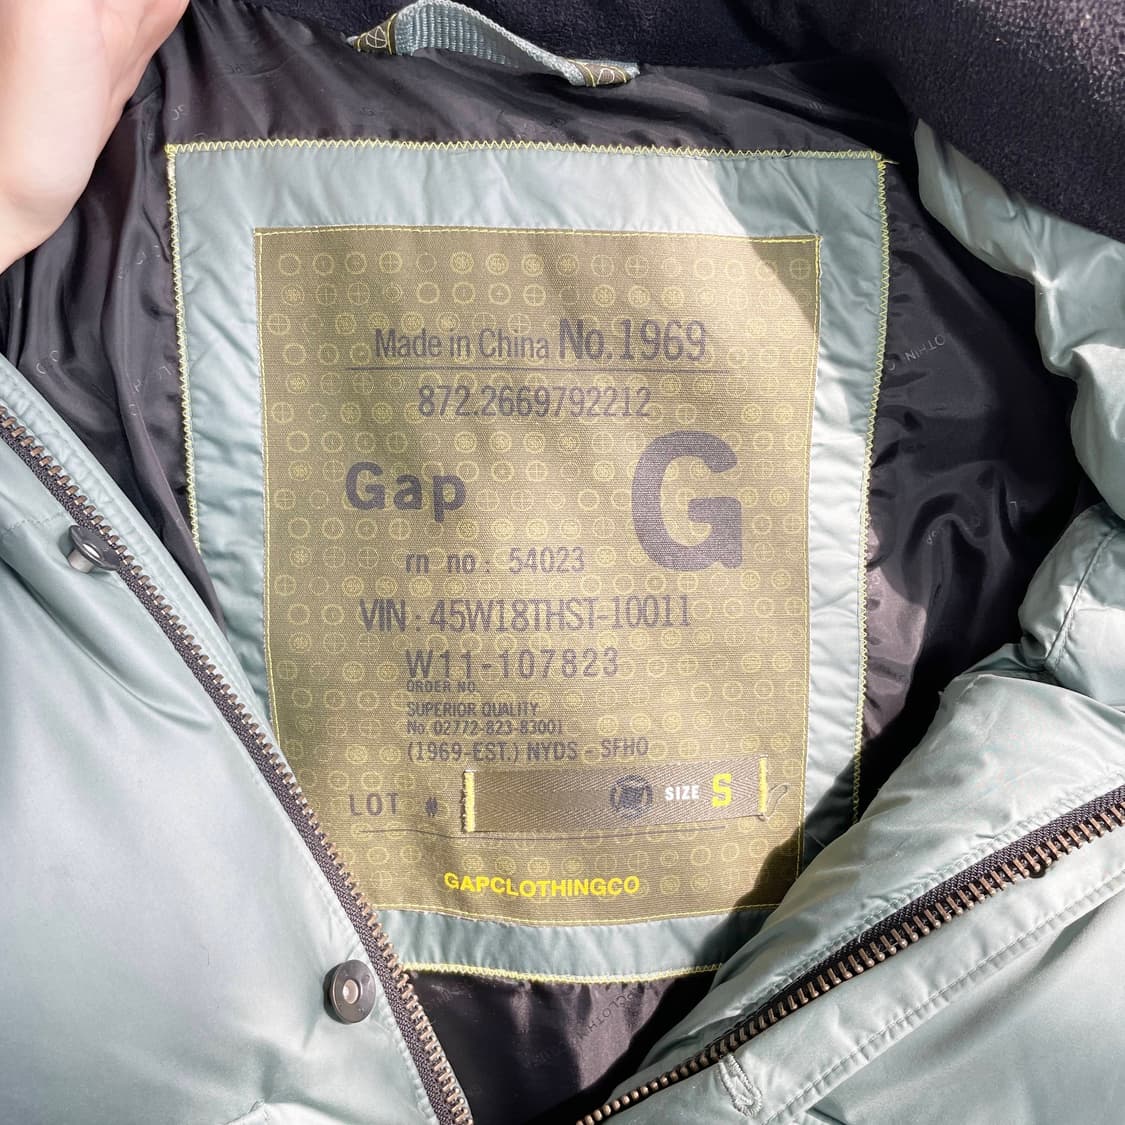 Made in China No.1969
872.2669792212
Gap G
rn no : 54023
VIN : 45W18THST-10011
W11-107823
ORDER NO.
SUPERIOR QUALITY
No. 02772-823-83001
(1969-EST.) NYDS - SFHO
LOT #
SIZE S
GAPCLOTHINGCO